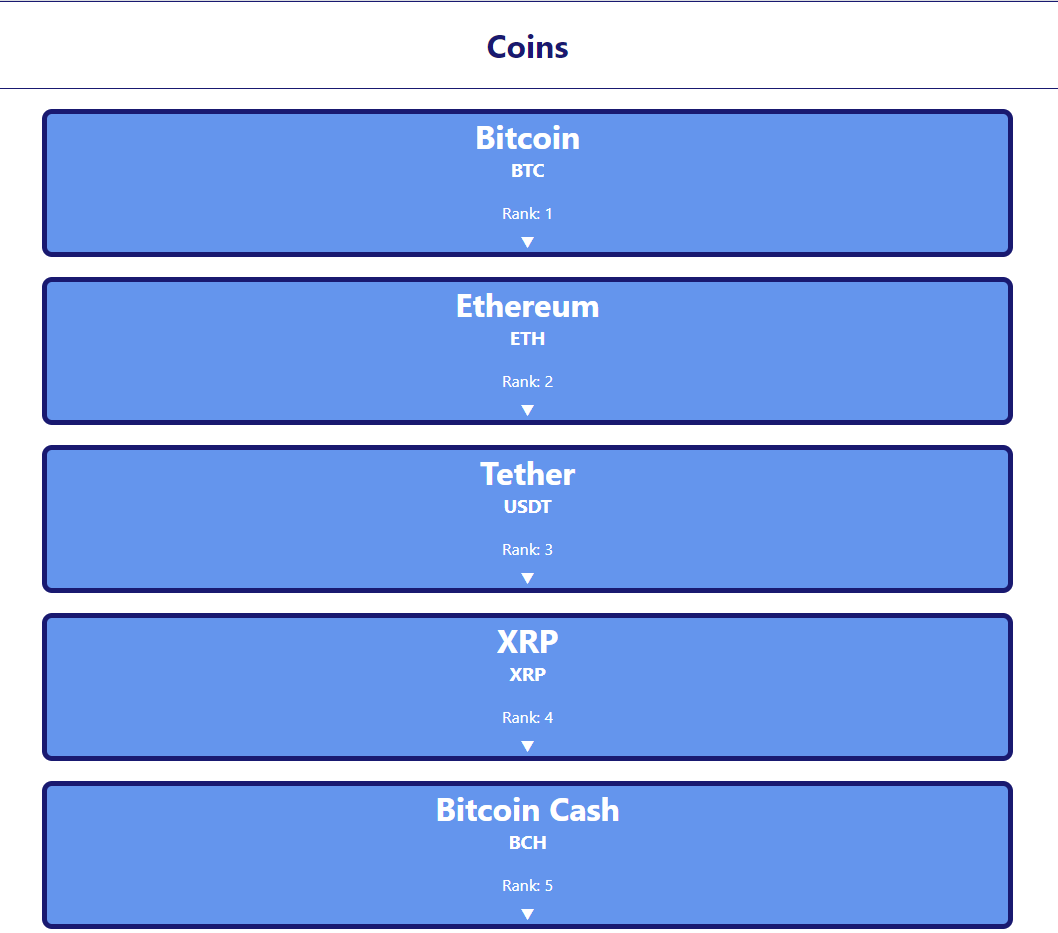 Coins
Bitcoin
BTC
Rank: 1
Ethereum
ETH
Rank: 2
Tether
USDT
Rank: 3
XRP
XRP
Rank: 4
Bitcoin Cash
BCH
Rank: 5